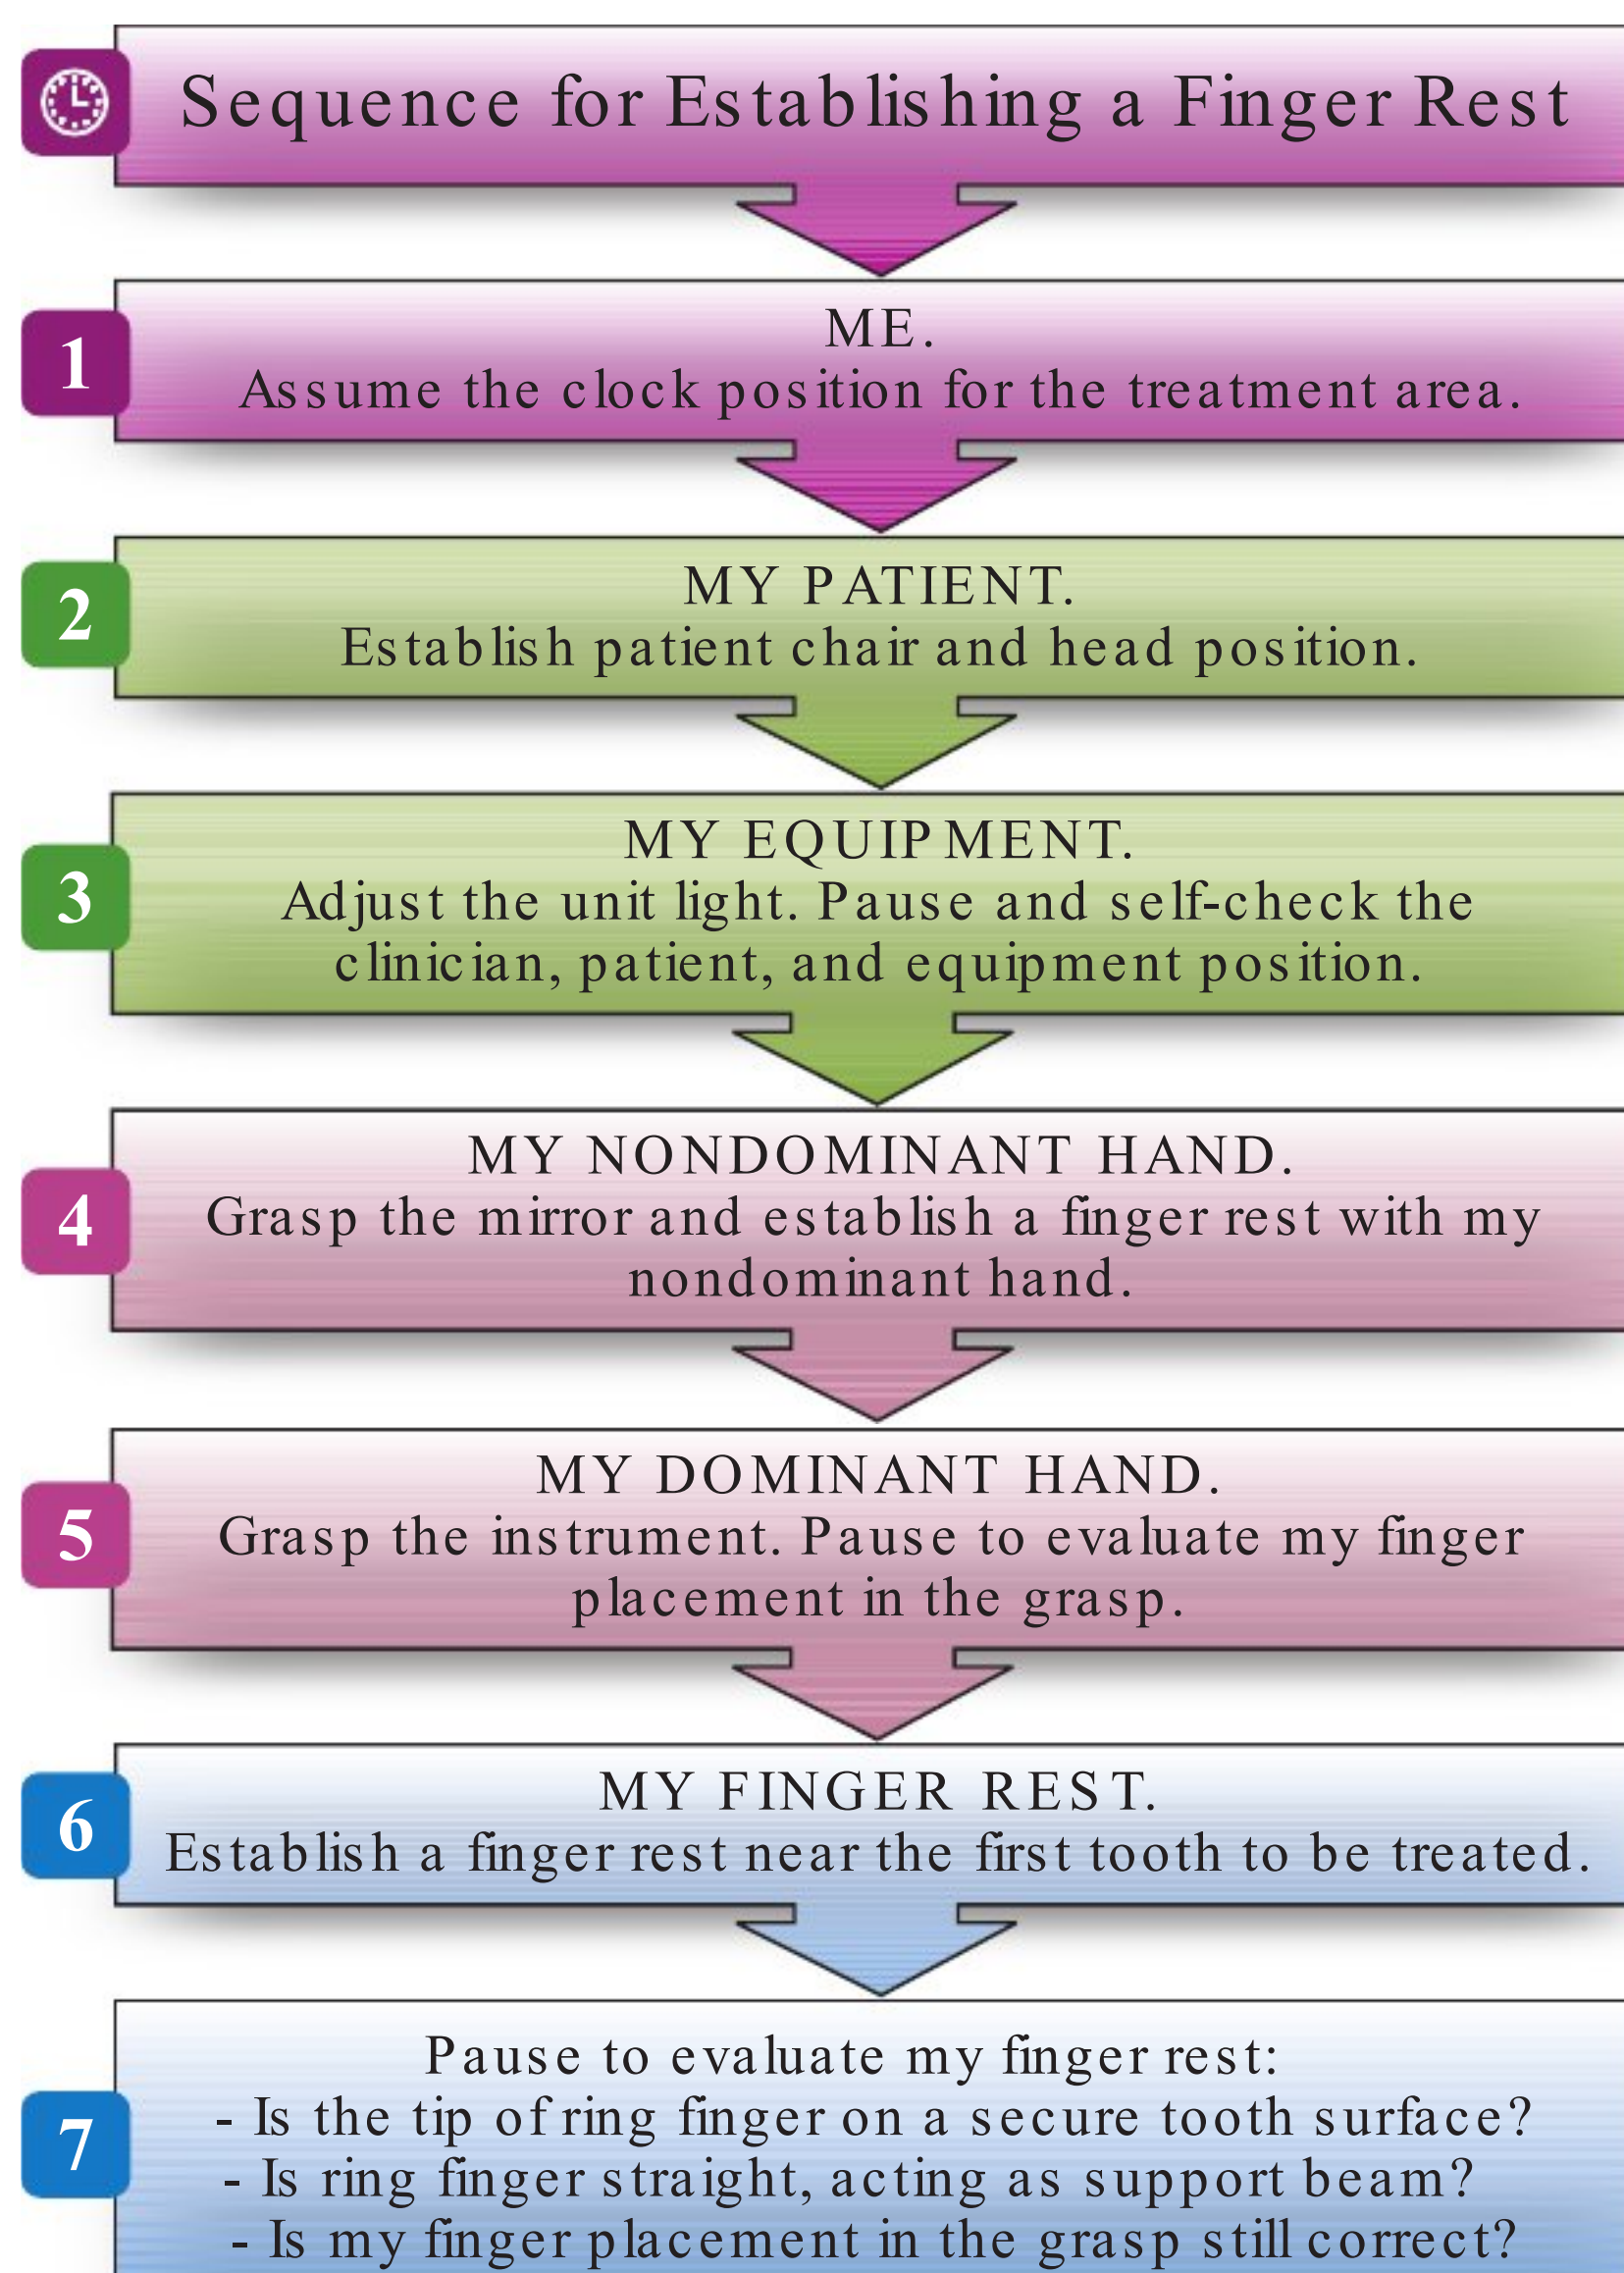 Sequence for Establishing a Finger Rest
1
ME.
Assume the clock position for the treatment area.
2
MY PATIENT.
Establish patient chair and head position.
3
MY EQUIPMENT.
Adjust the unit light. Pause and self-check the
clinician, patient, and equipment position.
4
MY NONDOMINANT HAND.
Grasp the mirror and establish a finger rest with my
nondominant hand.
5
MY DOMINANT HAND.
Grasp the instrument. Pause to evaluate my finger
placement in the grasp.
6
MY FINGER REST.
Establish a finger rest near the first tooth to be treated.
7
Pause to evaluate my finger rest:
- Is the tip of ring finger on a secure tooth surface?
- Is ring finger straight, acting as support beam?
- Is my finger placement in the grasp still correct?